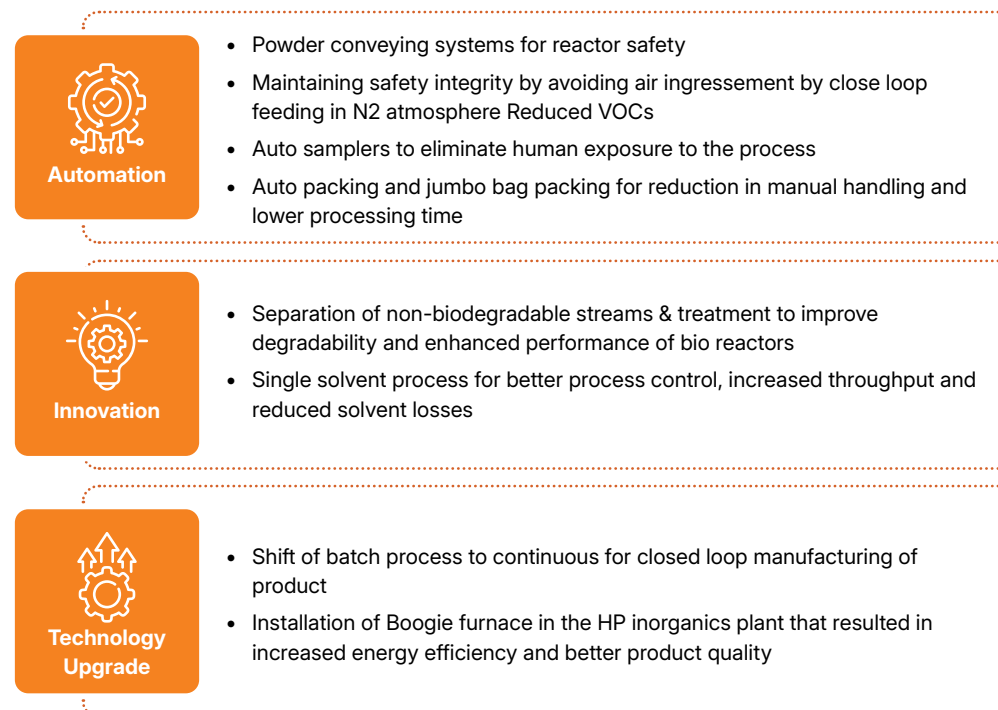 Automation
• Powder conveying systems for reactor safety
• Maintaining safety integrity by avoiding air ingressement by close loop
feeding in N2 atmosphere Reduced VOCs
• Auto samplers to eliminate human exposure to the process
• Auto packing and jumbo bag packing for reduction in manual handling and
lower processing time
Innovation
• Separation of non-biodegradable streams & treatment to improve
degradability and enhanced performance of bio reactors
• Single solvent process for better process control, increased throughput and
reduced solvent losses
Technology
Upgrade
• Shift of batch process to continuous for closed loop manufacturing of
product
• Installation of Boogie furnace in the HP inorganics plant that resulted in
increased energy efficiency and better product quality